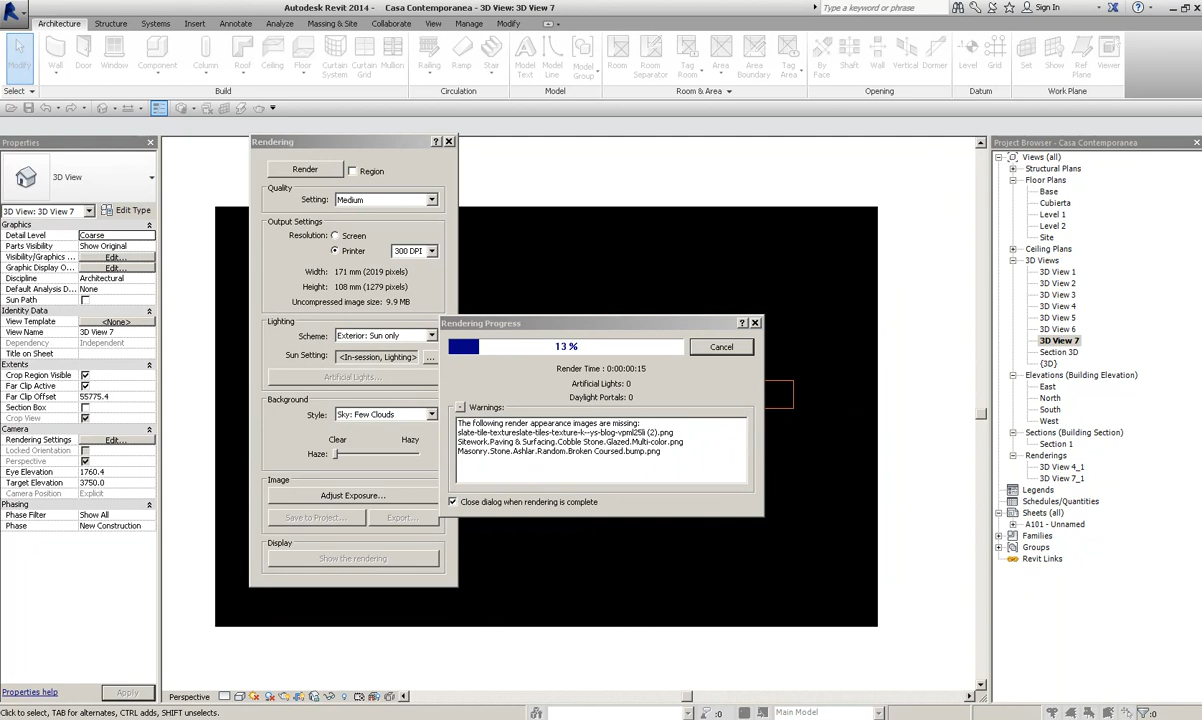 Autodesk Revit 2014 - Casa Contemporanea - 3D View: 3D View 7
Type a keyword or phrase
Sign In
Architecture Structure Systems Insert Annotate Analyze Massing & Site Collaborate View Manage Modify
Modify Wall Door Window Component Column Roof Ceiling Floor Curtain System Curtain Grid Mullion Railing Ramp Stair Model Text Model Line Model Group Room Room Separator Tag Room Area Area Boundary Tag Area By Face Shaft Wall Vertical Dormer Level Grid Set Show Ref Plane Viewer
Select Build Circulation Model Room & Area Opening Datum Work Plane
Properties
3D View
3D View: 3D View 7 Edit Type
Graphics
Detail Level Coarse
Parts Visibility Show Original
Visibility/Graphics ... Edit...
Graphic Display O... Edit...
Discipline Architectural
Default Analysis D... None
Sun Path
Identity Data
View Template <None>
View Name 3D View 7
Dependency Independent
Title on Sheet
Extents
Crop Region Visible
Far Clip Active
Far Clip Offset 55775.4
Section Box
Crop View
Camera
Rendering Settings Edit...
Locked Orientation
Perspective
Eye Elevation 1760.4
Target Elevation 3750.0
Camera Position Explicit
Phasing
Phase Filter Show All
Phase New Construction
Properties help Apply
Rendering
Render Region
Quality
Setting: Medium
Output Settings
Resolution: Screen
Printer 300 DPI
Width: 171 mm (2019 pixels)
Height: 108 mm (1279 pixels)
Uncompressed image size: 9.9 MB
Lighting
Scheme: Exterior: Sun only
Sun Setting: <In-session, Lighting> ...
Artificial Lights...
Background
Style: Sky: Few Clouds
Clear Hazy
Haze:
Image
Adjust Exposure...
Save to Project... Export...
Display
Show the rendering
Rendering Progress
13 % Cancel
Render Time : 0:00:00:15
Artificial Lights: 0
Daylight Portals: 0
Warnings:
The following render appearance images are missing:
slate-tile-textureslate-tiles-texture-k--ys-blog-vpml25li (2).png
Sitework.Paving & Surfacing.Cobble Stone.Glazed.Multi-color.png
Masonry.Stone.Ashlar.Random.Broken Coursed.bump.png
Close dialog when rendering is complete
Project Browser - Casa Contemporanea
Views (all)
Structural Plans
Floor Plans
Base
Cubierta
Level 1
Level 2
Site
Ceiling Plans
3D Views
3D View 1
3D View 2
3D View 3
3D View 4
3D View 5
3D View 6
3D View 7
Section 3D
{3D}
Elevations (Building Elevation)
East
North
South
West
Sections (Building Section)
Section 1
Renderings
3D View 4_1
3D View 7_1
Legends
Schedules/Quantities
Sheets (all)
A101 - Unnamed
Families
Groups
Revit Links
Perspective
Click to select, TAB for alternates, CTRL adds, SHIFT unselects.
:0
Main Model
:0